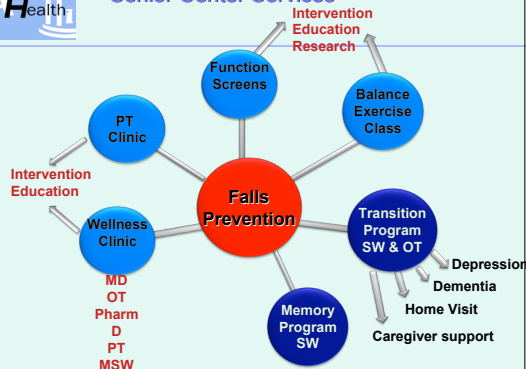 Health
Senior Center Services
Intervention
Education
Research
Function
Screens
Balance
Exercise
Class
PT
Clinic
Intervention
Education
Falls
Prevention
Wellness
Clinic
Transition
Program
SW & OT
Depression
Dementia
Home Visit
Caregiver support
Memory
Program
SW
MD
OT
Pharm
D
PT
MSW